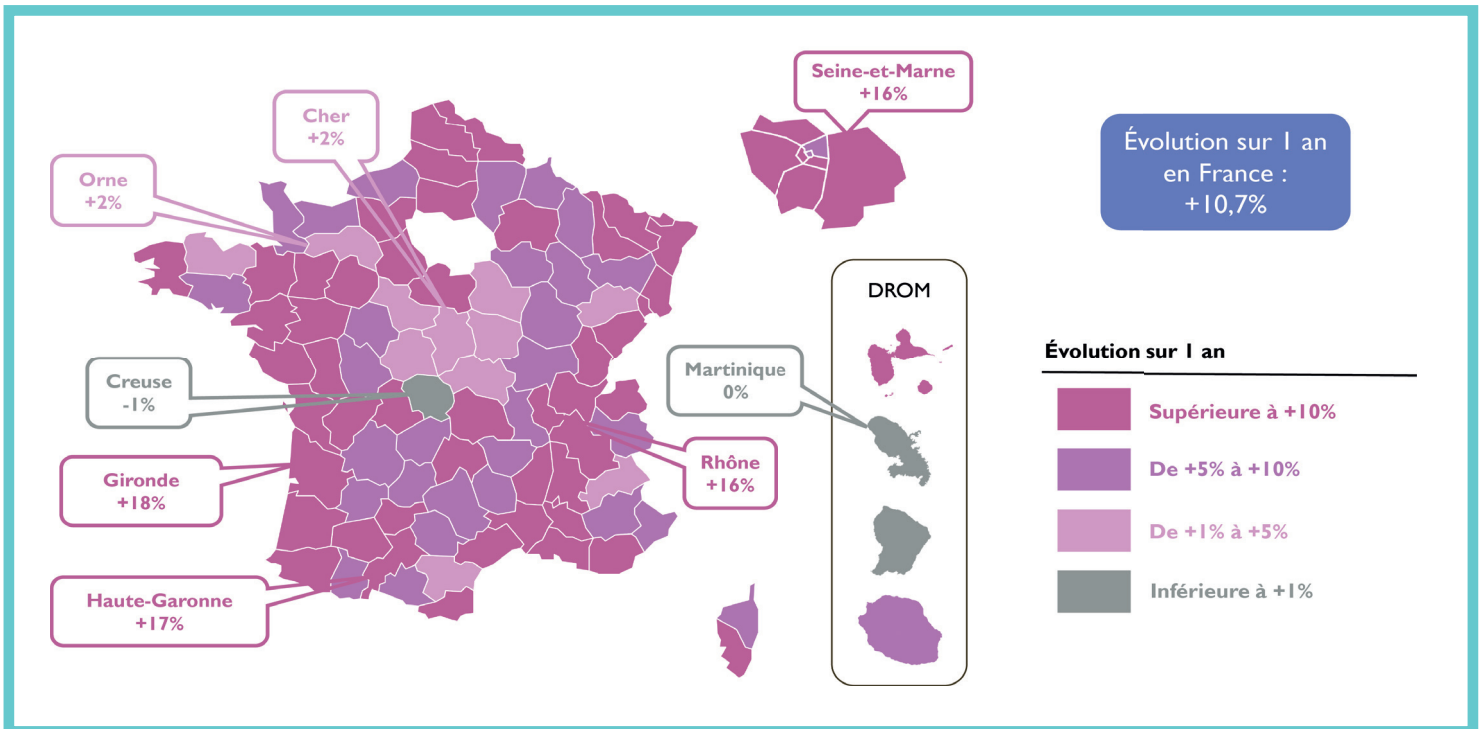 Seine-et-Marne
+16%
Cher
+2%
Évolution sur 1 an
en France :
+10,7%
Orne
+2%
DROM
Évolution sur 1 an
Creuse
-1%
Martinique
0%
Supérieure à +10%
De +5% à +10%
Gironde
+18%
Rhône
+16%
De +1% à +5%
Inférieure à +1%
Haute-Garonne
+17%